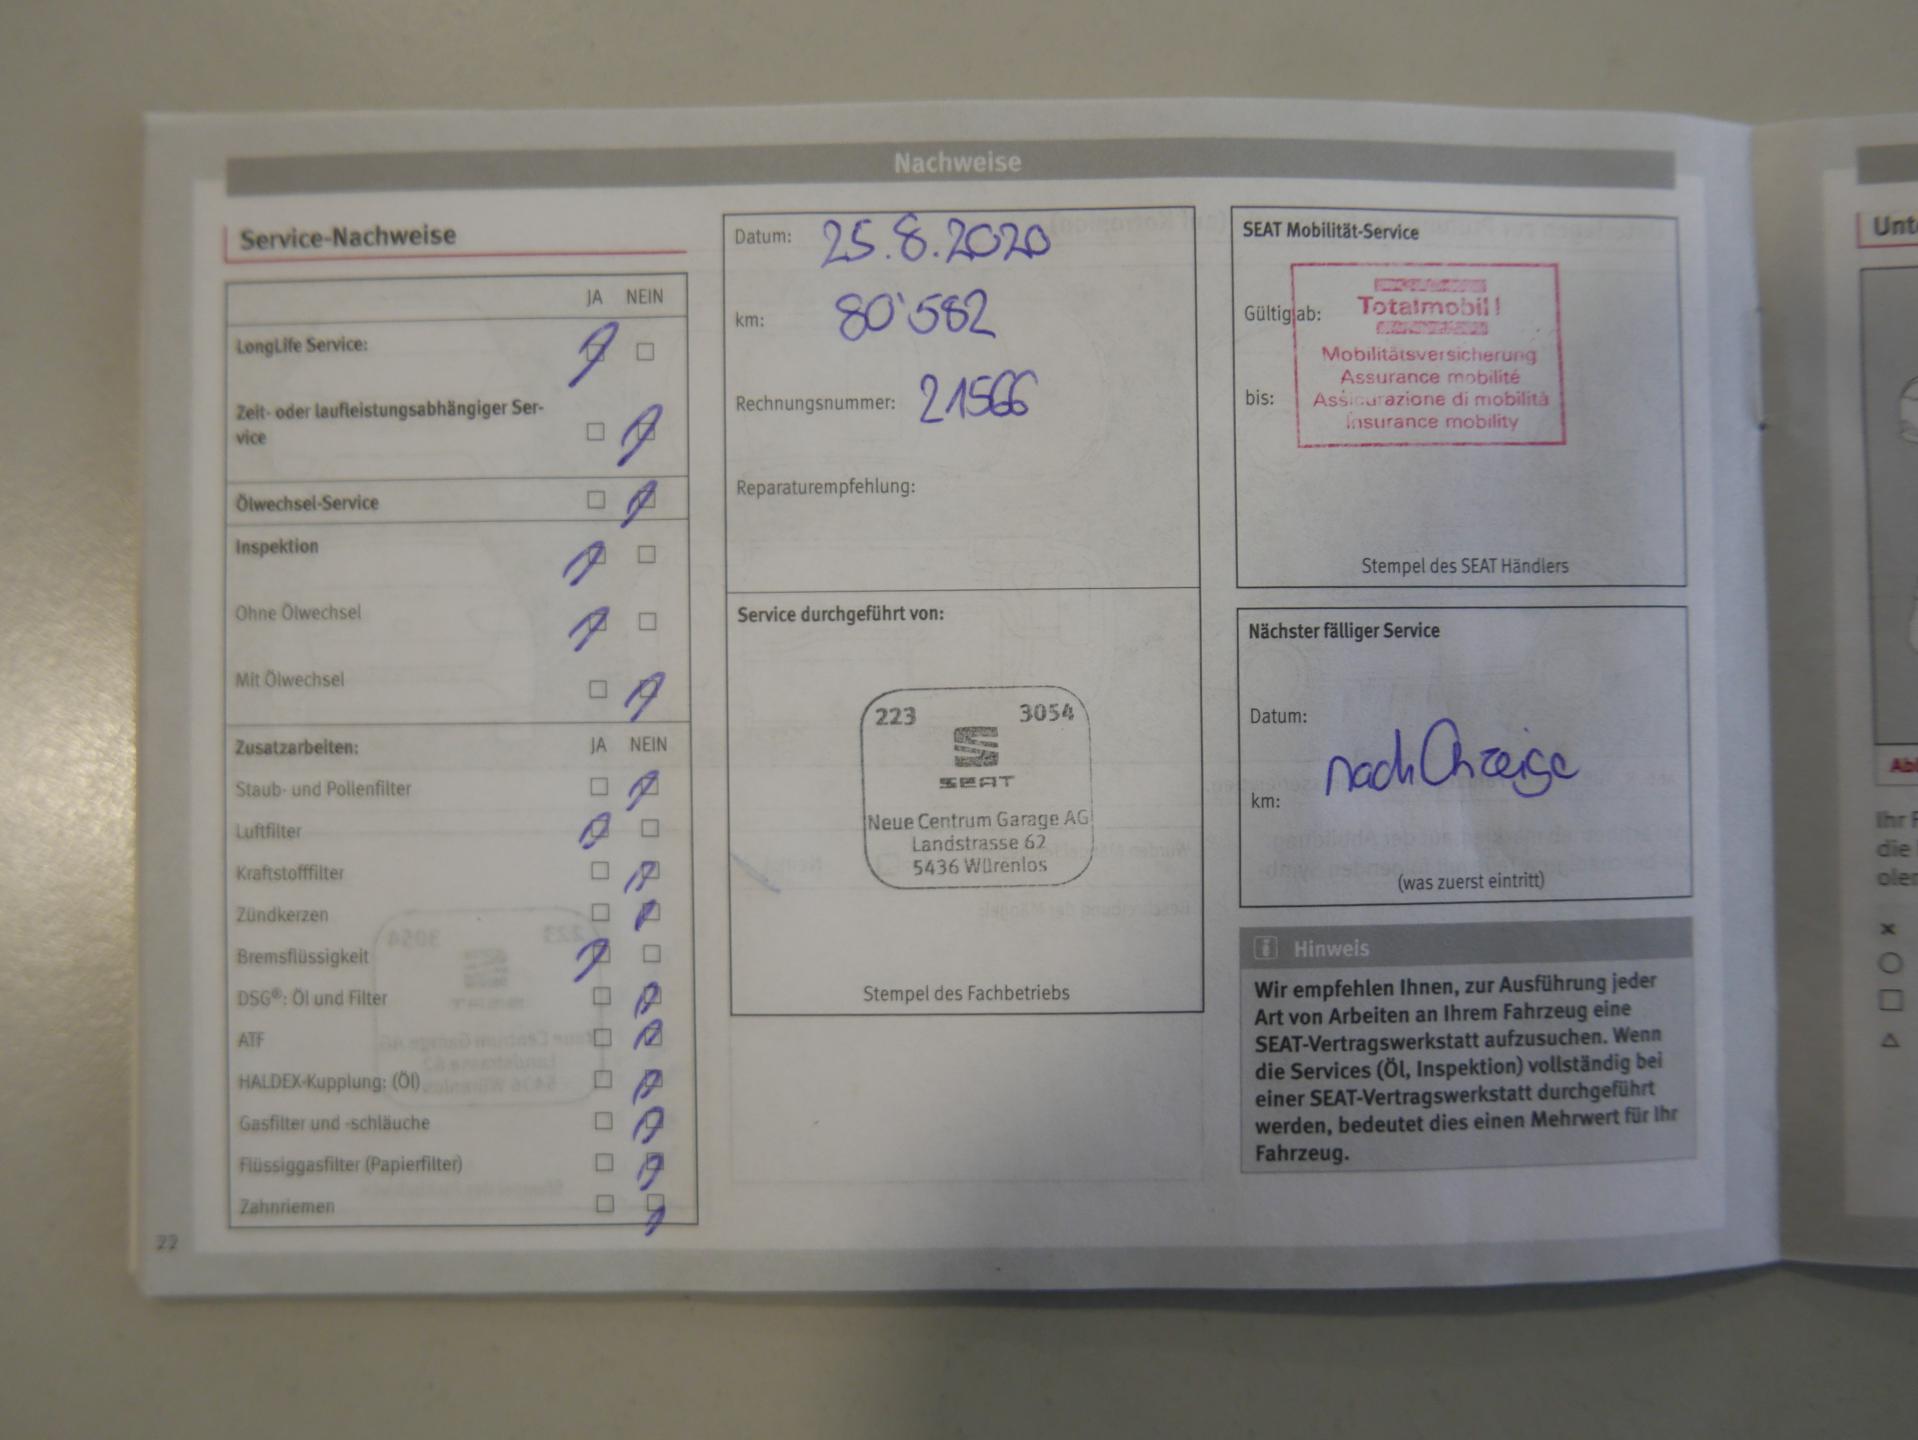 Nachweise
Service-Nachweise
JA NEIN
LongLife Service:
Zeit- oder laufleistungsabhängiger Ser-
vice
Ölwechsel-Service
Inspektion
Ohne Ölwechsel
Mit Ölwechsel
Zusatzarbeiten: JA NEIN
Staub- und Pollenfilter
Luftfilter
Kraftstofffilter
Zündkerzen
Bremsflüssigkeit
DSG®: Öl und Filter
ATF
HALDEX-Kupplung: (Öl)
Gasfilter und -schläuche
Flüssiggasfilter (Papierfilter)
Zahnriemen
22
Datum: 25.8.2020
km: 80'582
Rechnungsnummer: 21566
Reparaturempfehlung:
Service durchgeführt von:
223 3054
SEAT
Neue Centrum Garage AG
Landstrasse 62
5436 Würenlos
Stempel des Fachbetriebs
SEAT Mobilität-Service
Gültig ab:
bis:
Totalmobil!
Mobilitätsversicherung
Assurance mobilité
Assicurazione di mobilità
Insurance mobility
Stempel des SEAT Händlers
Nächster fälliger Service
Datum:
nach Anzeige
km:
(was zuerst eintritt)
i Hinweis
Wir empfehlen Ihnen, zur Ausführung jeder
Art von Arbeiten an Ihrem Fahrzeug eine
SEAT-Vertragswerkstatt aufzusuchen. Wenn
die Services (Öl, Inspektion) vollständig bei
einer SEAT-Vertragswerkstatt durchgeführt
werden, bedeutet dies einen Mehrwert für Ihr
Fahrzeug.
Unt
Ihr F
die
oler